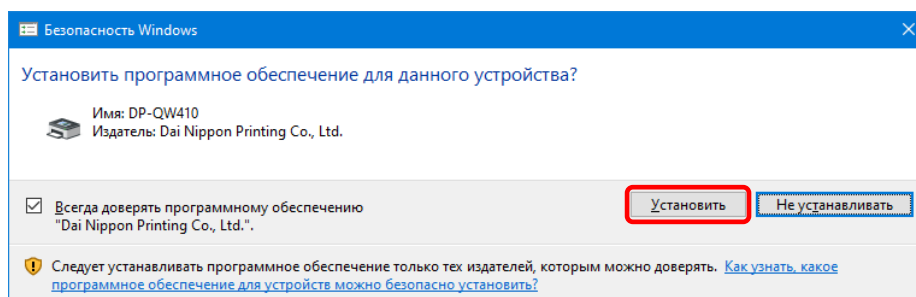 Безопасность Windows
Установить программное обеспечение для данного устройства?
Имя: DP-QW410
Издатель: Dai Nippon Printing Co., Ltd.
Всегда доверять программному обеспечению
"Dai Nippon Printing Co., Ltd.".
Установить
Не устанавливать
Следует устанавливать программное обеспечение только тех издателей, которым можно доверять. Как узнать, какое
программное обеспечение для устройств можно безопасно установить?